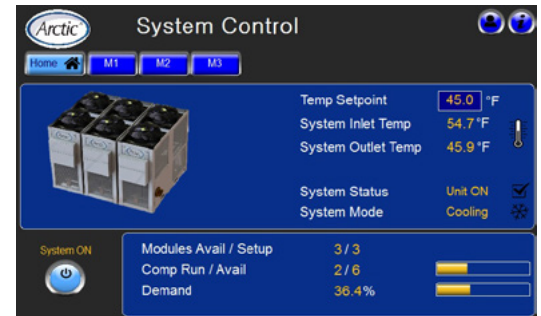 Arctic System Control
Home M1 M2 M3
Temp Setpoint 45.0 °F
System Inlet Temp 54.7 °F
System Outlet Temp 45.9 °F
System Status Unit ON
System Mode Cooling
System ON
Modules Avail / Setup 3 / 3
Comp Run / Avail 2 / 6
Demand 36.4%